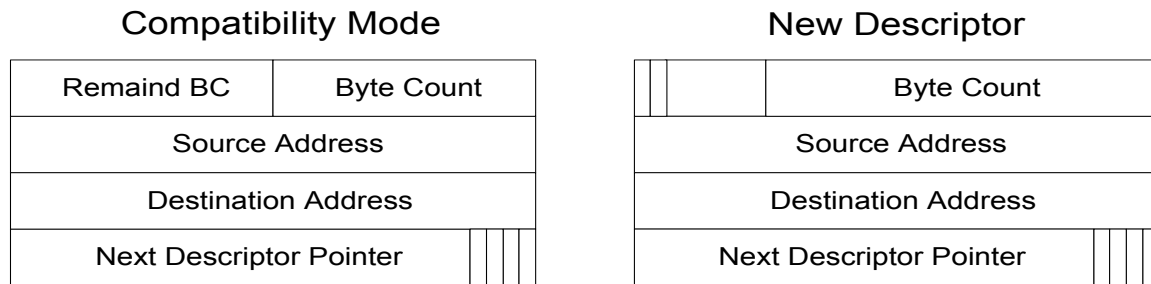 Compatibility Mode
New Descriptor
Remaind BC
Byte Count
Byte Count
Source Address
Source Address
Destination Address
Destination Address
Next Descriptor Pointer
Next Descriptor Pointer